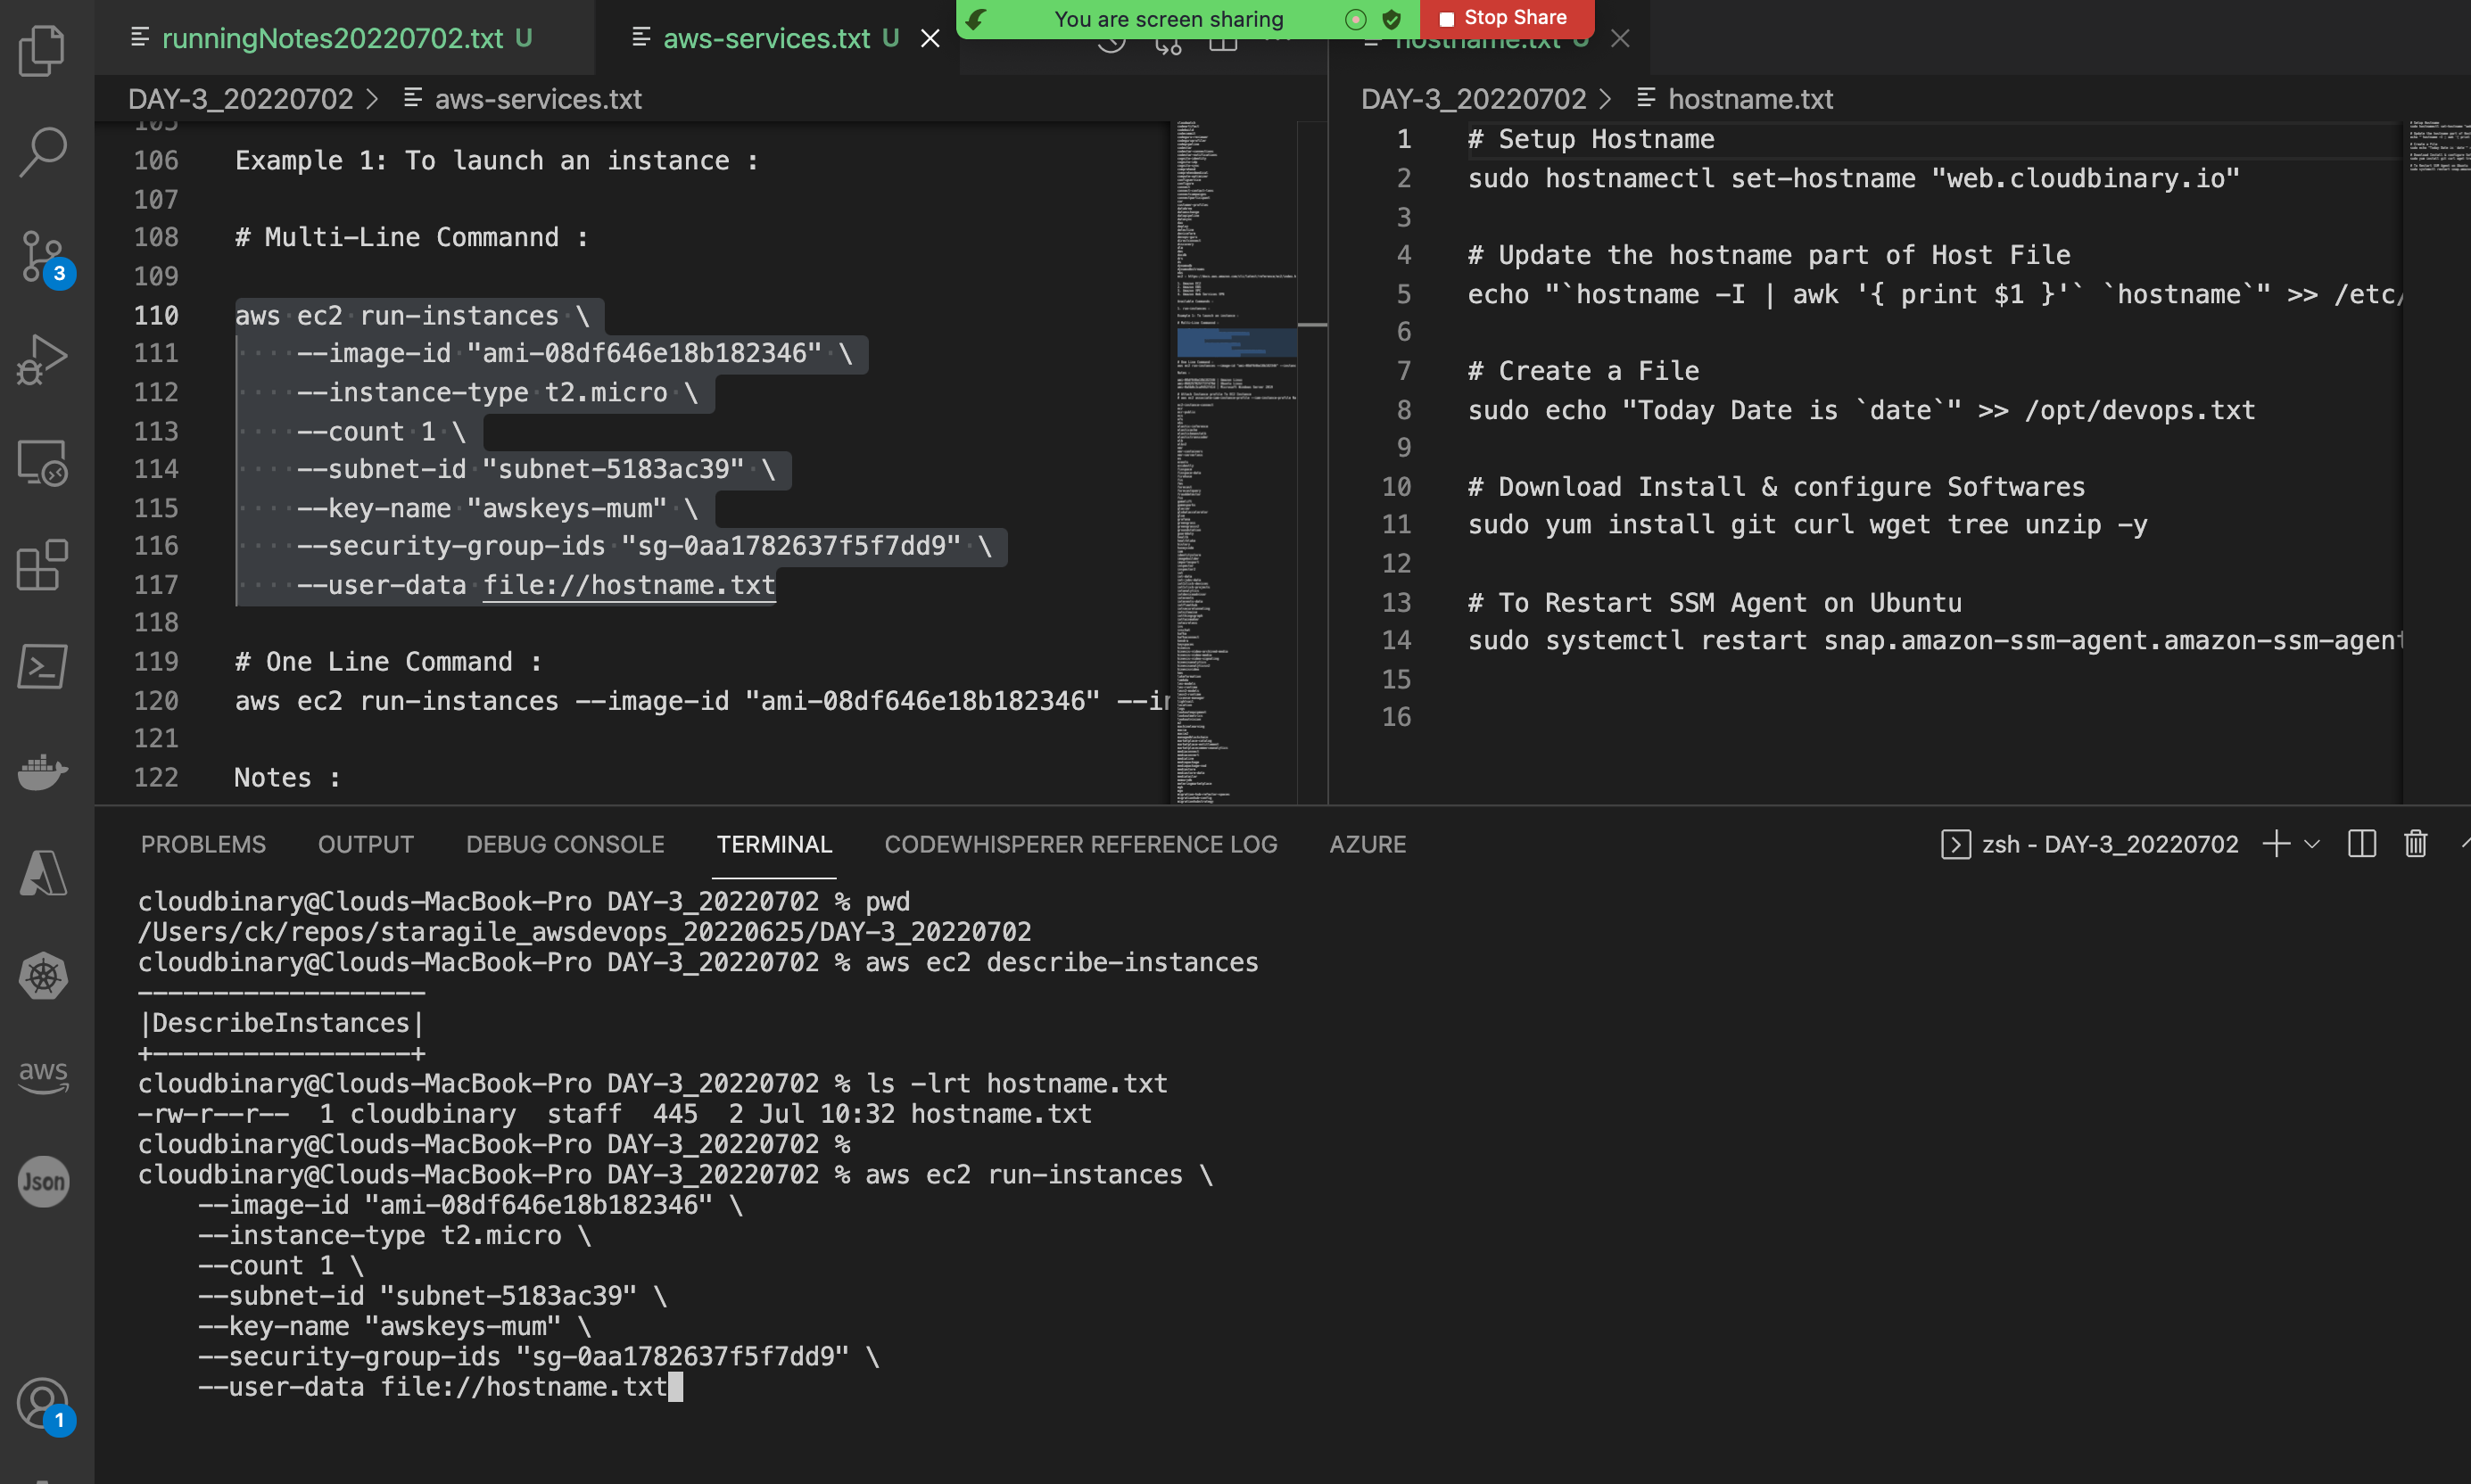 You are screen sharing
Stop Share
runningNotes20220702.txt U
aws-services.txt U
hostname.txt U
DAY-3_20220702 > aws-services.txt
105
106 Example 1: To launch an instance :
107
108 # Multi-Line Commannd :
109
110 aws ec2 run-instances \
111 --image-id "ami-08df646e18b182346" \
112 --instance-type t2.micro \
113 --count 1 \
114 --subnet-id "subnet-5183ac39" \
115 --key-name "awskeys-mum" \
116 --security-group-ids "sg-0aa1782637f5f7dd9" \
117 --user-data file://hostname.txt
118
119 # One Line Command :
120 aws ec2 run-instances --image-id "ami-08df646e18b182346" --in
121
122 Notes :
DAY-3_20220702 > hostname.txt
1 # Setup Hostname
2 sudo hostnamectl set-hostname "web.cloudbinary.io"
3
4 # Update the hostname part of Host File
5 echo "`hostname -I | awk '{ print $1 }'` `hostname`" >> /etc/
6
7 # Create a File
8 sudo echo "Today Date is `date`" >> /opt/devops.txt
9
10 # Download Install & configure Softwares
11 sudo yum install git curl wget tree unzip -y
12
13 # To Restart SSM Agent on Ubuntu
14 sudo systemctl restart snap.amazon-ssm-agent.amazon-ssm-agent
15
16
3
aws
Json
1
PROBLEMS OUTPUT DEBUG CONSOLE TERMINAL CODEWHISPERER REFERENCE LOG AZURE
zsh - DAY-3_20220702
cloudbinary@Clouds-MacBook-Pro DAY-3_20220702 % pwd
/Users/ck/repos/staragile_awsdevops_20220625/DAY-3_20220702
cloudbinary@Clouds-MacBook-Pro DAY-3_20220702 % aws ec2 describe-instances
-------------------
|DescribeInstances|
+-----------------+
cloudbinary@Clouds-MacBook-Pro DAY-3_20220702 % ls -lrt hostname.txt
-rw-r--r--  1 cloudbinary  staff  445  2 Jul 10:32 hostname.txt
cloudbinary@Clouds-MacBook-Pro DAY-3_20220702 %
cloudbinary@Clouds-MacBook-Pro DAY-3_20220702 % aws ec2 run-instances \
--image-id "ami-08df646e18b182346" \
--instance-type t2.micro \
--count 1 \
--subnet-id "subnet-5183ac39" \
--key-name "awskeys-mum" \
--security-group-ids "sg-0aa1782637f5f7dd9" \
--user-data file://hostname.txt